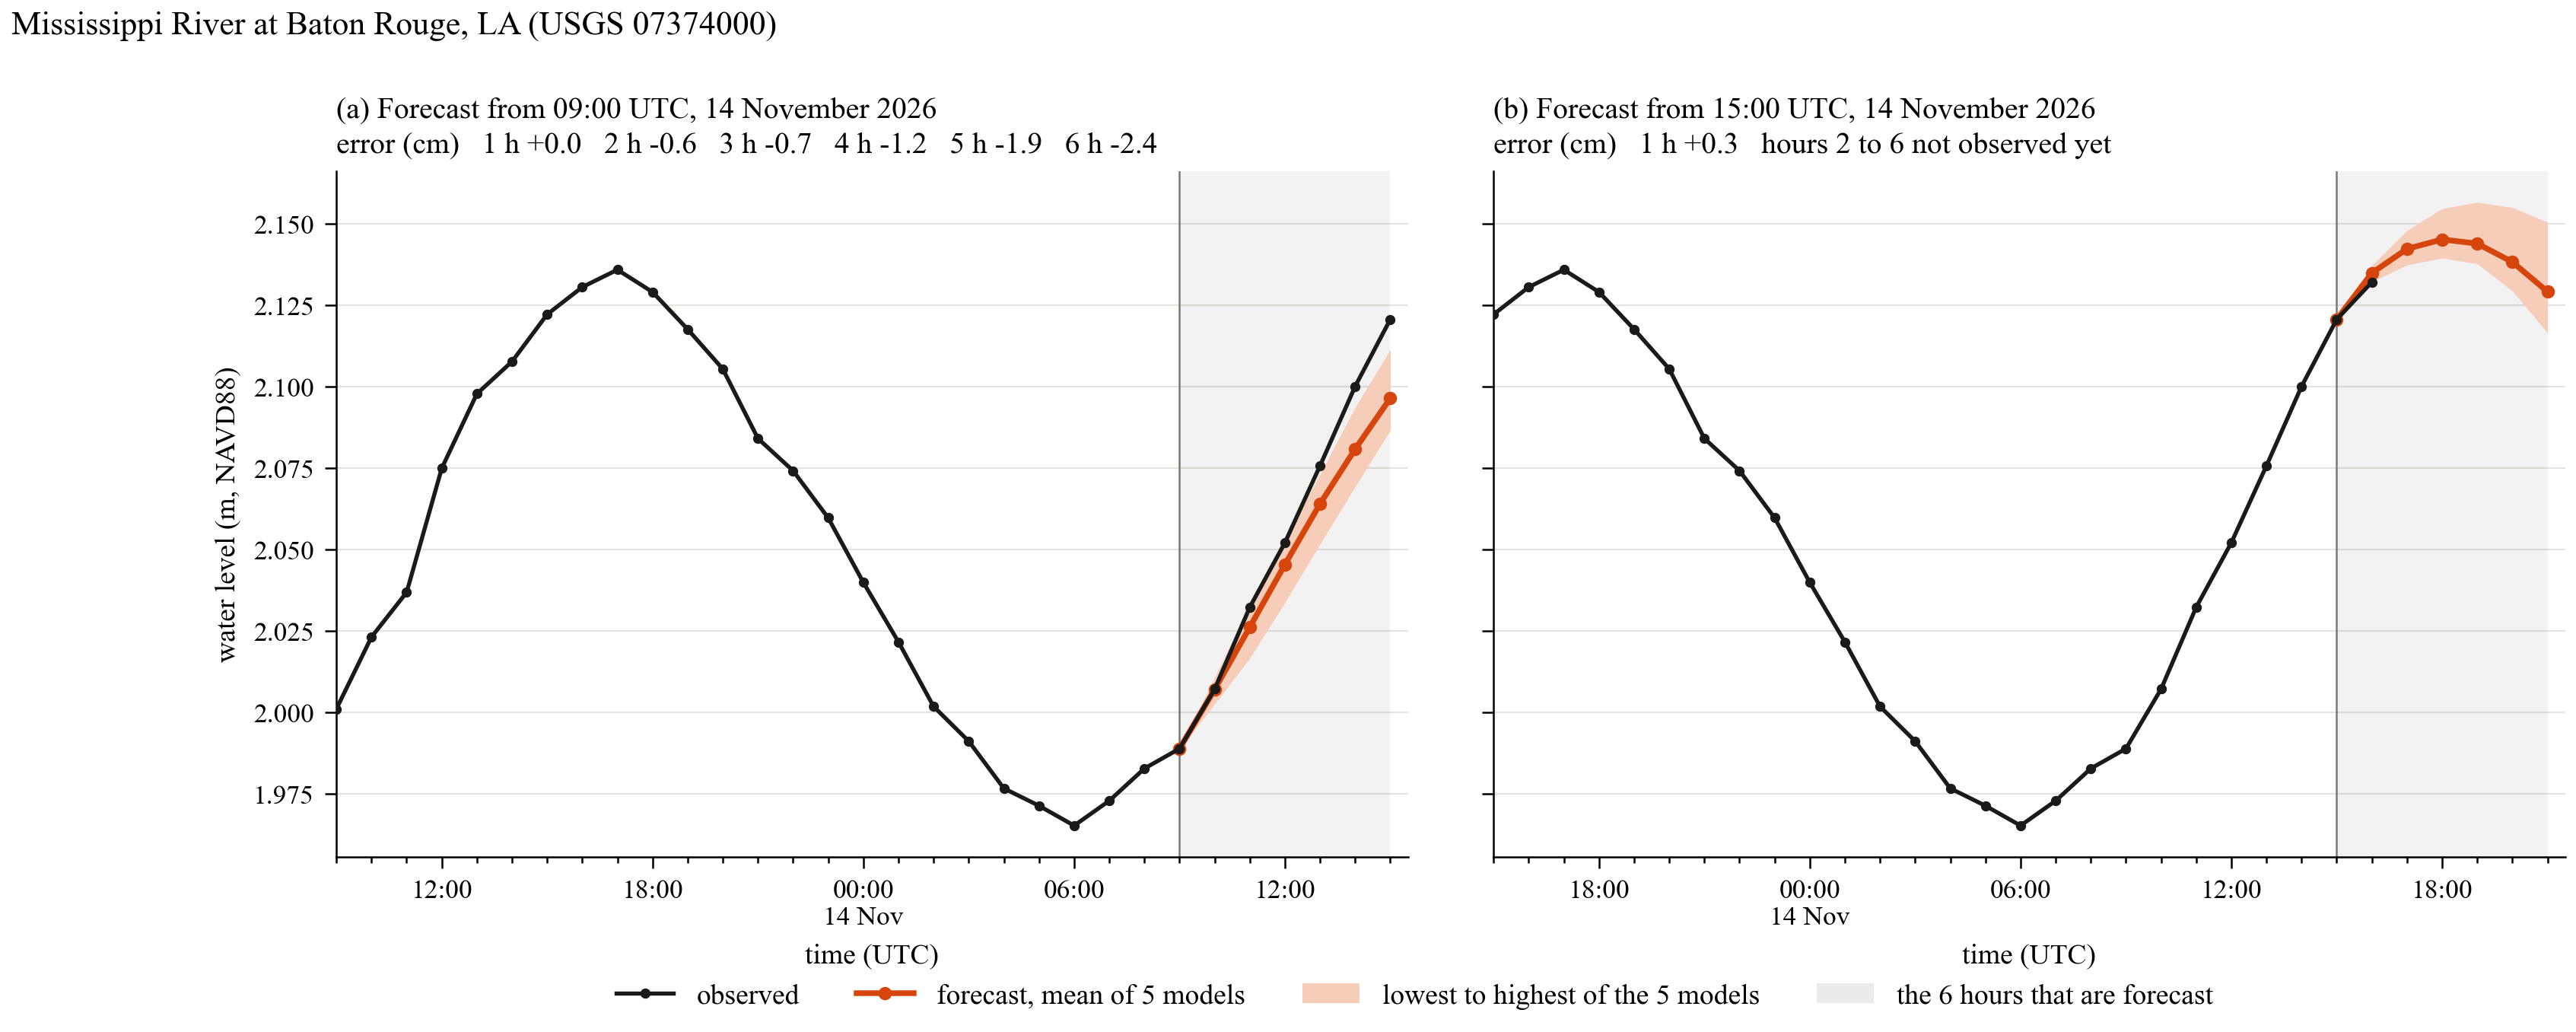 Mississippi River at Baton Rouge, LA (USGS 07374000)
(a) Forecast from 09:00 UTC, 14 November 2026
error (cm) 1 h +0.0 2 h -0.6 3 h -0.7 4 h -1.2 5 h -1.9 6 h -2.4
(b) Forecast from 15:00 UTC, 14 November 2026
error (cm) 1 h +0.3 hours 2 to 6 not observed yet
water level (m, NAVD88)
2.150
2.125
2.100
2.075
2.050
2.025
2.000
1.975
12:00 18:00 00:00 06:00 12:00
14 Nov
time (UTC)
18:00 00:00 06:00 12:00 18:00
14 Nov
time (UTC)
observed forecast, mean of 5 models lowest to highest of the 5 models the 6 hours that are forecast